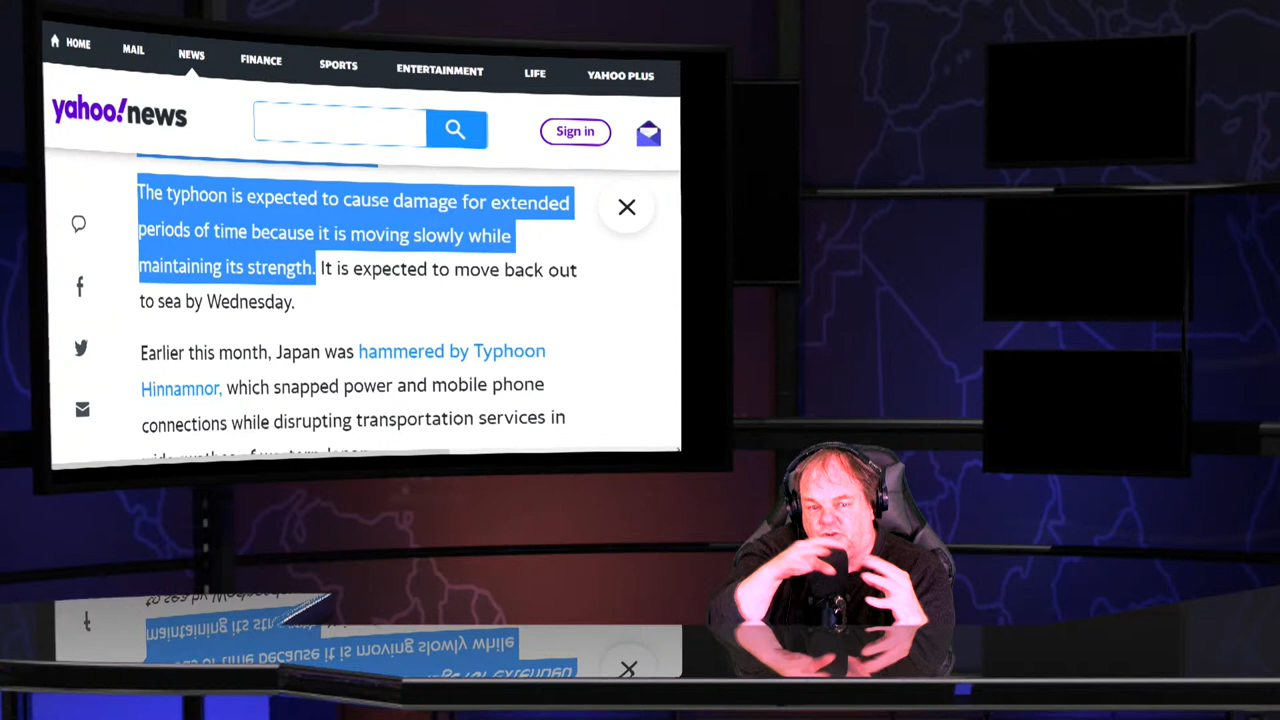 HOME MAIL NEWS FINANCE SPORTS ENTERTAINMENT LIFE YAHOO PLUS
yahoo!news
Sign in
The typhoon is expected to cause damage for extended
periods of time because it is moving slowly while
maintaining its strength. It is expected to move back out
to sea by Wednesday.
Earlier this month, Japan was hammered by Typhoon
Hinnamnor, which snapped power and mobile phone
connections while disrupting transportation services in